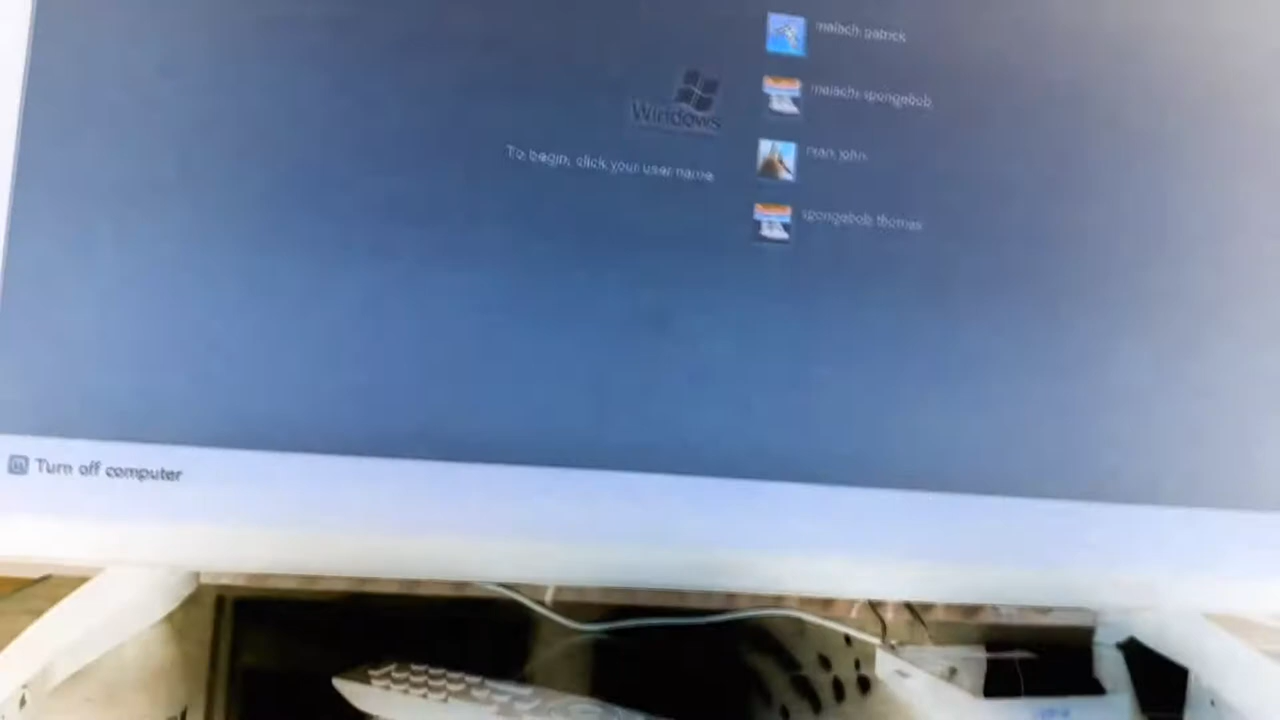 malachi patrick
malachi spongebob
Windows
To begin, click your user name
ryan john
spongebob thomas
Turn off computer